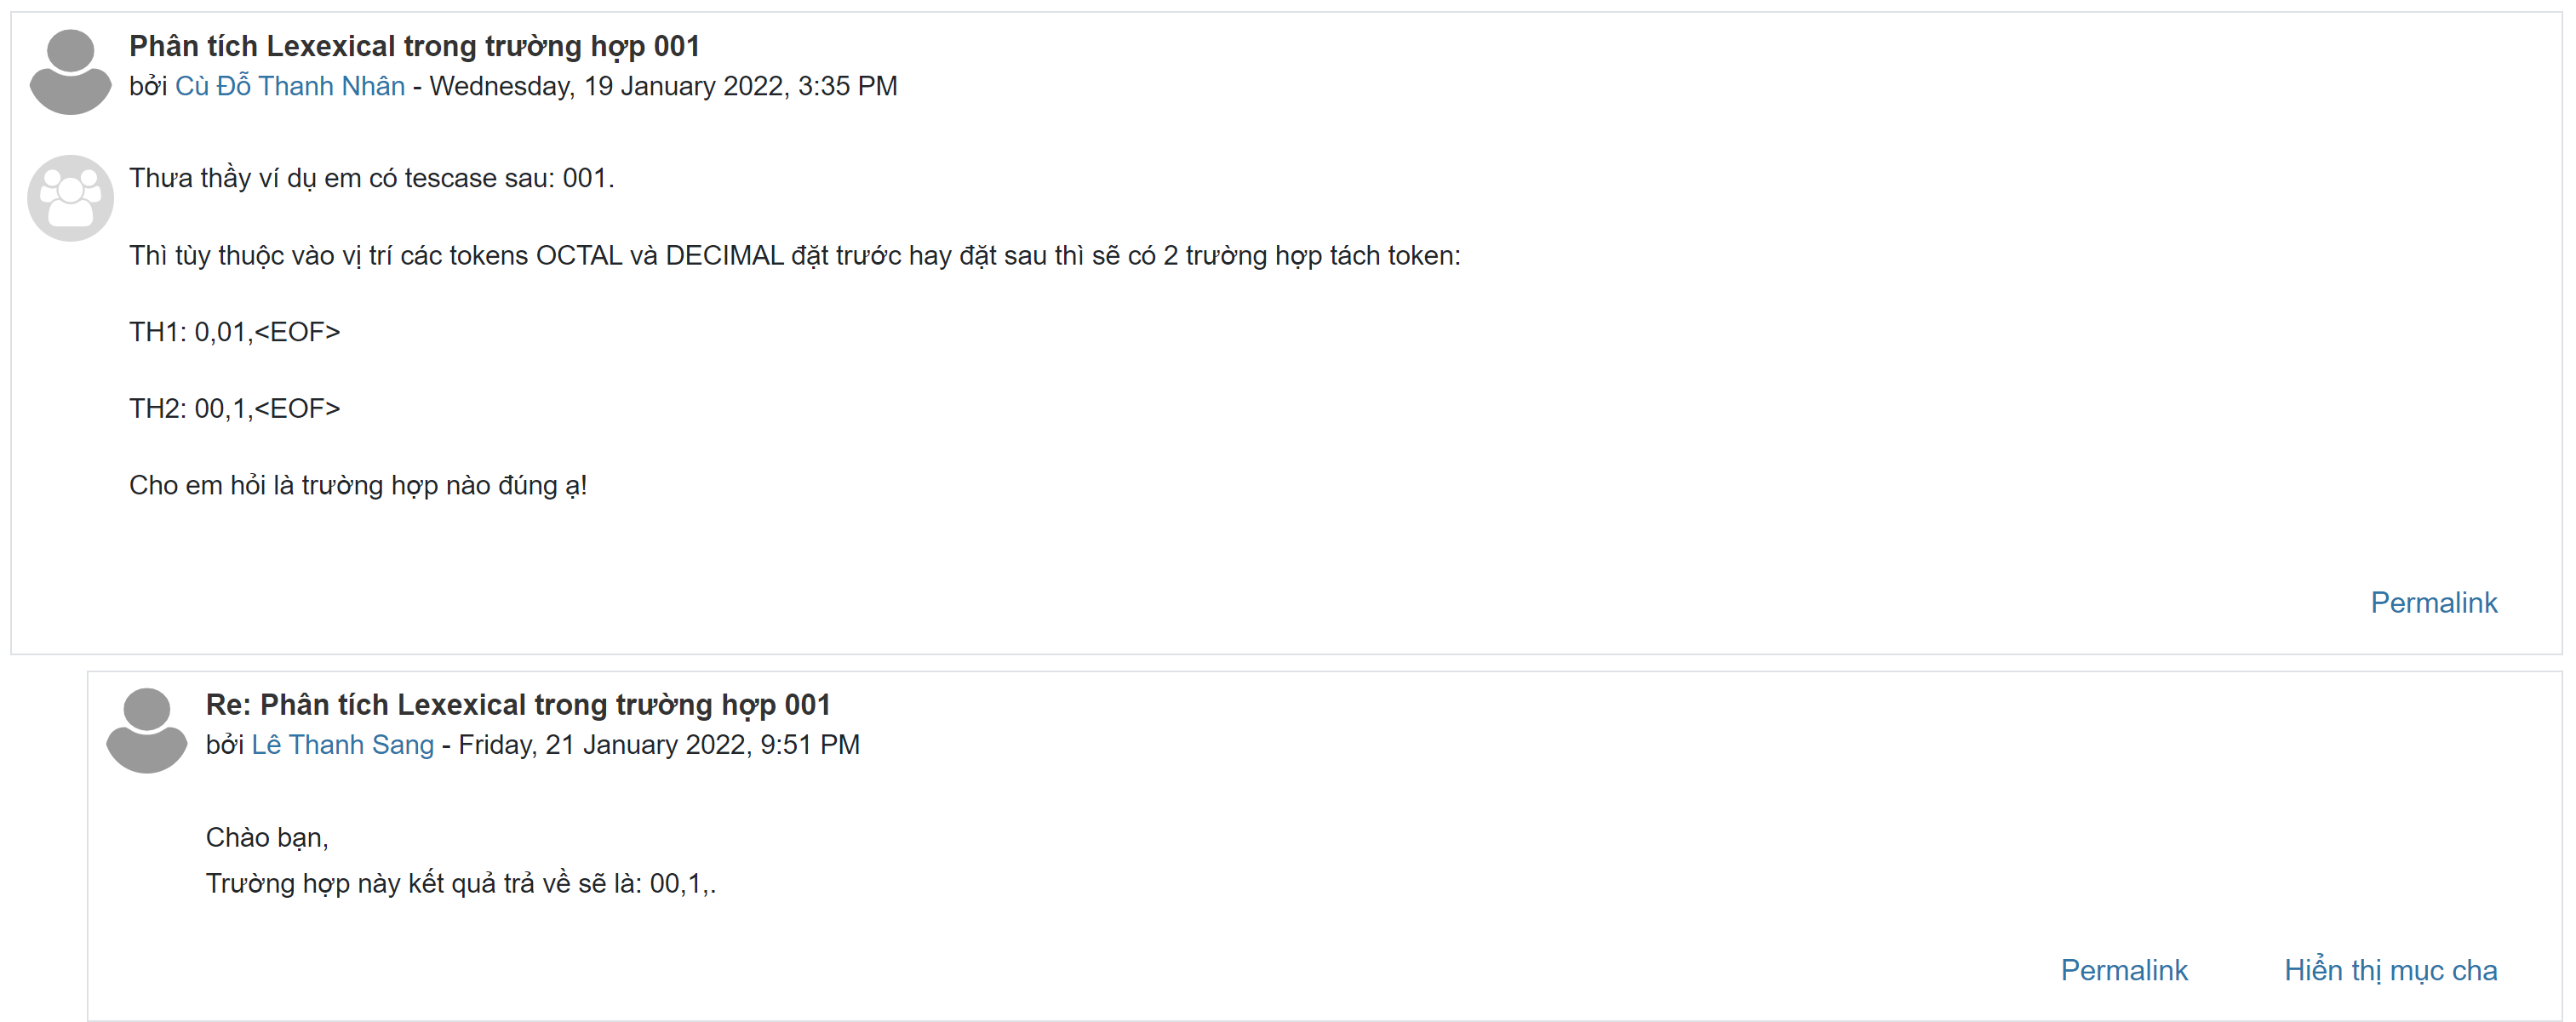 Phân tích Lexexical trong trường hợp 001
bởi Cù Đỗ Thanh Nhân - Wednesday, 19 January 2022, 3:35 PM
Thưa thầy ví dụ em có tescase sau: 001.
Thì tùy thuộc vào vị trí các tokens OCTAL và DECIMAL đặt trước hay đặt sau thì sẽ có 2 trường hợp tách token:
TH1: 0,01,<EOF>
TH2: 00,1,<EOF>
Cho em hỏi là trường hợp nào đúng ạ!
Permalink
Re: Phân tích Lexexical trong trường hợp 001
bởi Lê Thanh Sang - Friday, 21 January 2022, 9:51 PM
Chào bạn,
Trường hợp này kết quả trả về sẽ là: 00,1,.
Permalink Hiển thị mục cha